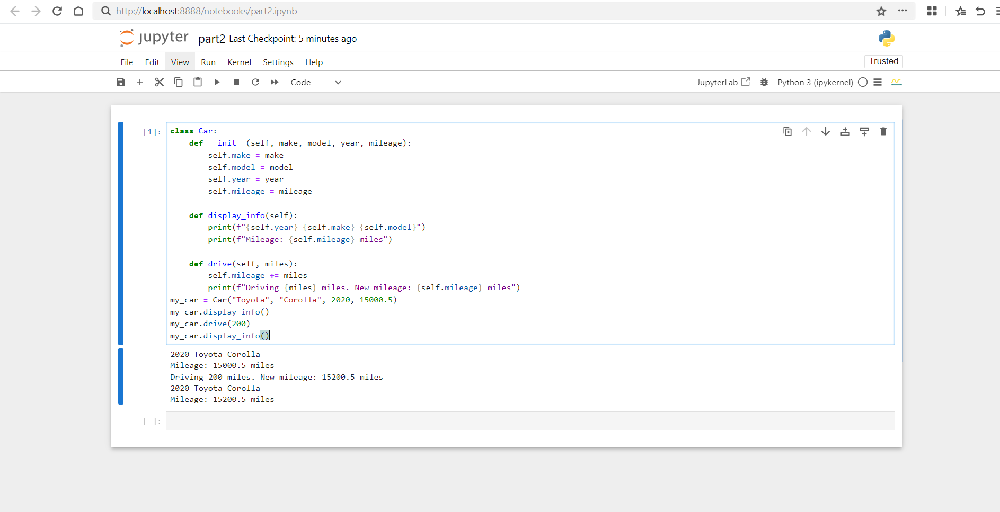 http://localhost:8888/notebooks/part2.ipynb
jupyter part2 Last Checkpoint: 5 minutes ago
File Edit View Run Kernel Settings Help Trusted
Code JupyterLab Python 3 (ipykernel)
[1]: class Car:
    def __init__(self, make, model, year, mileage):
        self.make = make
        self.model = model
        self.year = year
        self.mileage = mileage
    def display_info(self):
        print(f"{self.year} {self.make} {self.model}")
        print(f"Mileage: {self.mileage} miles")
    def drive(self, miles):
        self.mileage += miles
        print(f"Driving {miles} miles. New mileage: {self.mileage} miles")
my_car = Car("Toyota", "Corolla", 2020, 15000.5)
my_car.display_info()
my_car.drive(200)
my_car.display_info()
2020 Toyota Corolla
Mileage: 15000.5 miles
Driving 200 miles. New mileage: 15200.5 miles
2020 Toyota Corolla
Mileage: 15200.5 miles
[ ]: